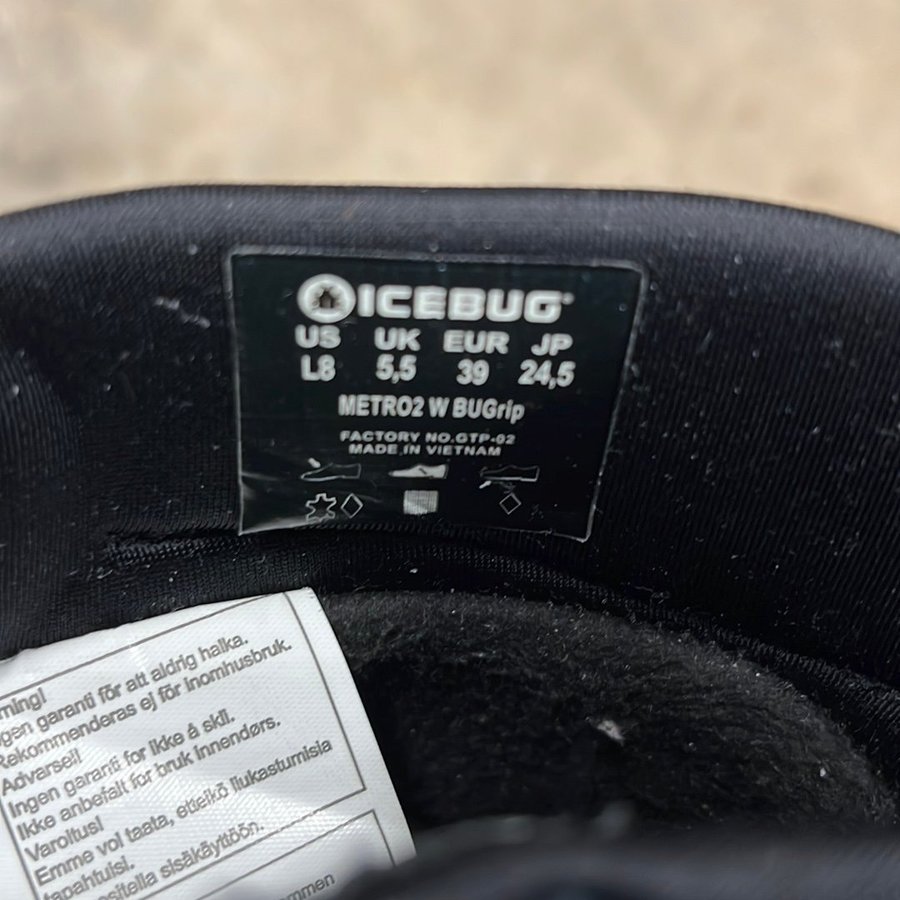 ICEBUG
US UK EUR JP
L8 5,5 39 24,5
METRO2 W BUGrip
FACTORY NO.GTP-02
MADE IN VIETNAM
Ingen garanti för att aldrig halka.
Rekommenderas ej för inomhusbruk.
Advarsel!
Ingen garanti for ikke å skli.
Ikke anbefalt for bruk innendørs.
Varoitus!
Emme voi taata, etteikö liukastumisia
tapahtuisi.
sisäkäyttöön.